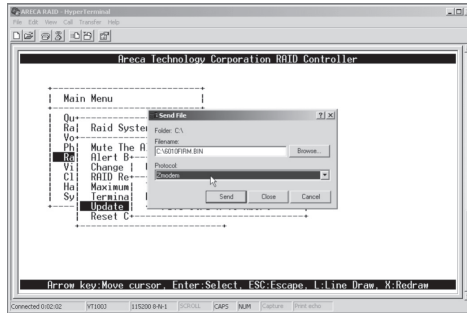 ARECA RAID - HyperTerminal
File Edit View Call Transfer Help
Areca Technology Corporation RAID Controller
Main Menu
Qu
Ra Raid Syste
Vo
Ph Mute The A
Ra Alert B
Vi Change
Cl RAID Re
Ha Maximum
Sy Termina
Update
Reset C
Send File
Folder: C:\
Filename:
C:\6010FIRM.BIN
Browse...
Protocol:
Zmodem
Send Close Cancel
Arrow key:Move cursor, Enter:Select, ESC:Escape, L:Line Draw, X:Redraw
Connected 0:02:02 VT100J 115200 8-N-1 SCROLL CAPS NUM Capture Print echo